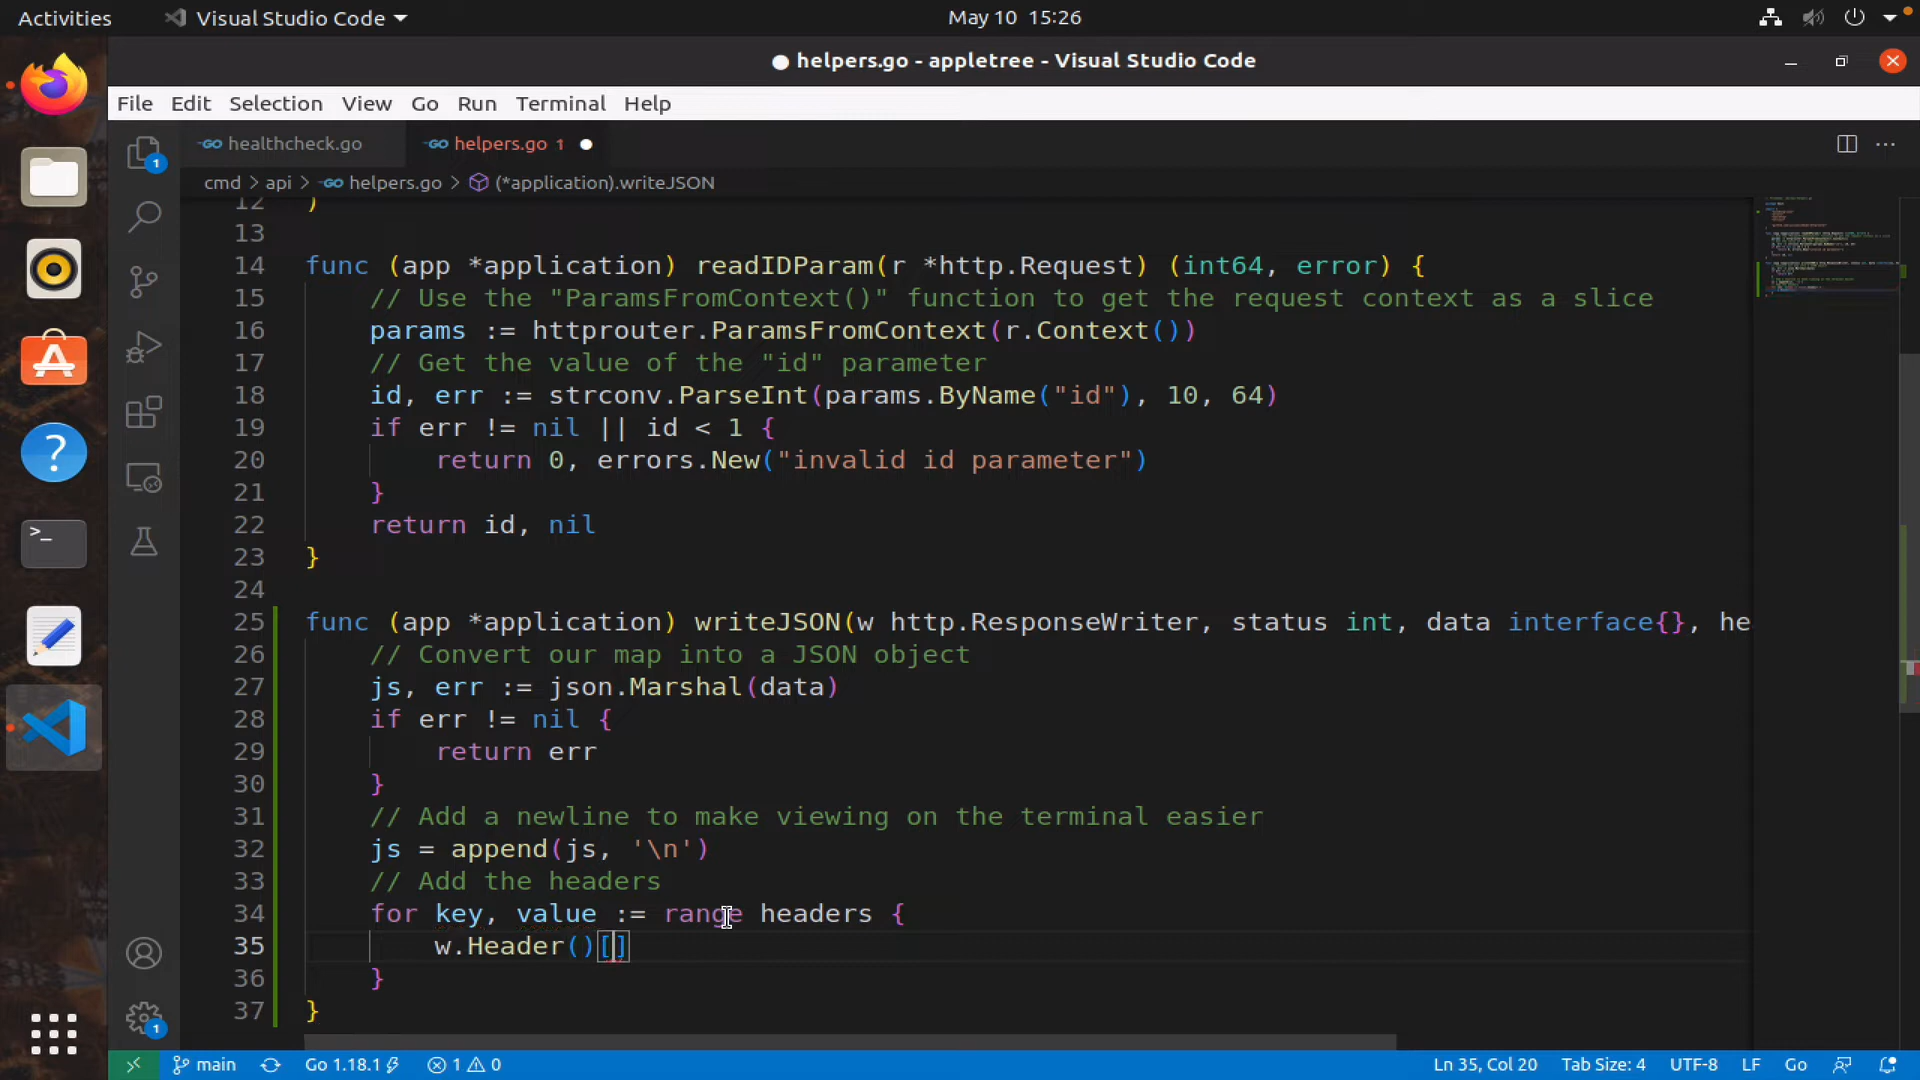 Activities Visual Studio Code May 10 15:26
helpers.go - appletree - Visual Studio Code
File Edit Selection View Go Run Terminal Help
healthcheck.go helpers.go 1
cmd > api > helpers.go > (*application).writeJSON
12 )
13
14 func (app *application) readIDParam(r *http.Request) (int64, error) {
15 // Use the "ParamsFromContext()" function to get the request context as a slice
16 params := httprouter.ParamsFromContext(r.Context())
17 // Get the value of the "id" parameter
18 id, err := strconv.ParseInt(params.ByName("id"), 10, 64)
19 if err != nil || id < 1 {
20 return 0, errors.New("invalid id parameter")
21 }
22 return id, nil
23 }
24
25 func (app *application) writeJSON(w http.ResponseWriter, status int, data interface{}, he
26 // Convert our map into a JSON object
27 js, err := json.Marshal(data)
28 if err != nil {
29 return err
30 }
31 // Add a newline to make viewing on the terminal easier
32 js = append(js, '\n')
33 // Add the headers
34 for key, value := range headers {
35 w.Header()[]
36 }
37 }
main Go 1.18.1 1 0 Ln 35, Col 20 Tab Size: 4 UTF-8 LF Go